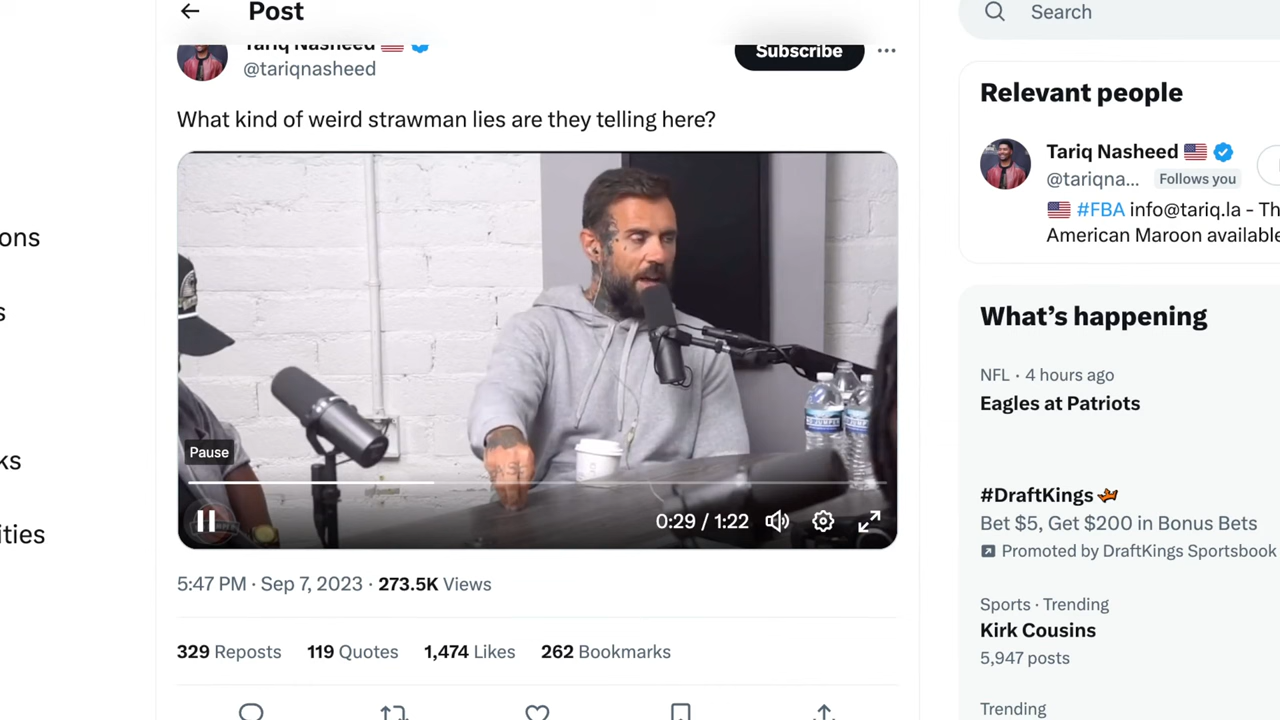 Post
Search
Tariq Nasheed
@tariqnasheed
Subscribe
What kind of weird strawman lies are they telling here?
Pause
0:29 / 1:22
5:47 PM · Sep 7, 2023 · 273.5K Views
329 Reposts 119 Quotes 1,474 Likes 262 Bookmarks
ons
s
ks
ities
Relevant people
Tariq Nasheed
@tariqna... Follows you
#FBA info@tariq.la - Th
American Maroon available
What's happening
NFL · 4 hours ago
Eagles at Patriots
#DraftKings
Bet $5, Get $200 in Bonus Bets
Promoted by DraftKings Sportsbook
Sports · Trending
Kirk Cousins
5,947 posts
Trending